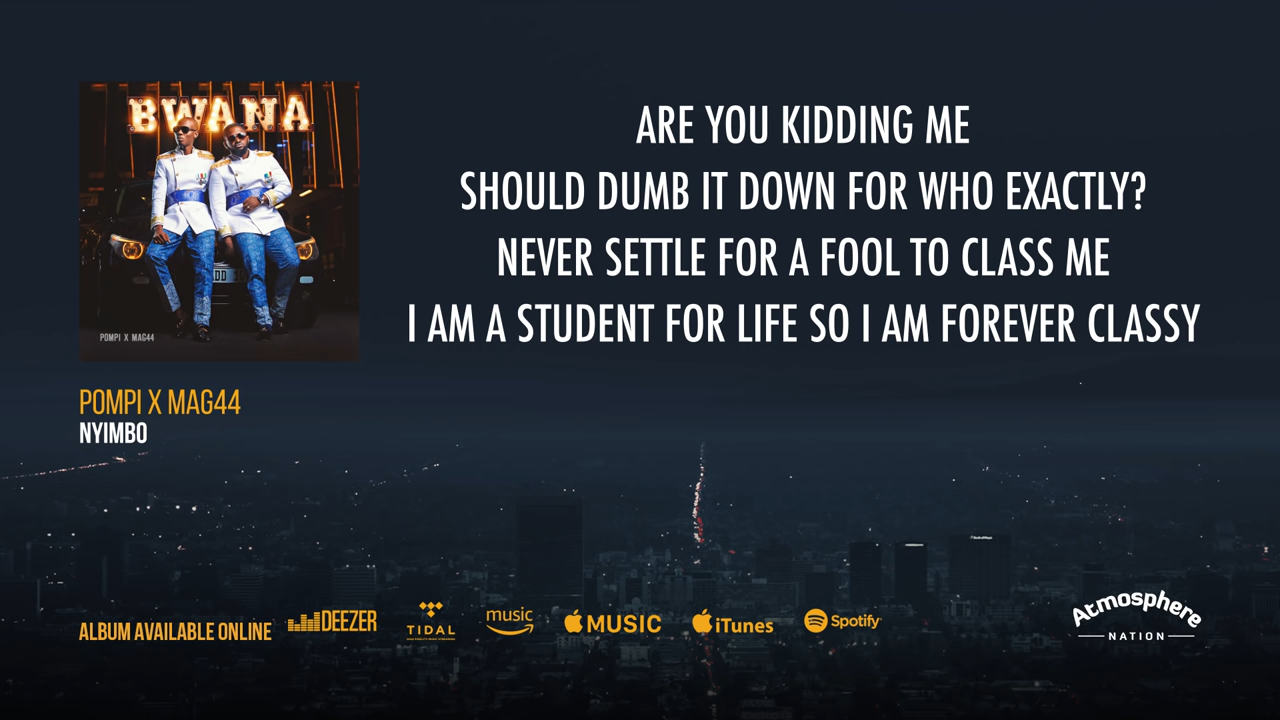 BWANA
POMPI X MAG44
POMPI X MAG44
NYIMBO
ARE YOU KIDDING ME
SHOULD DUMB IT DOWN FOR WHO EXACTLY?
NEVER SETTLE FOR A FOOL TO CLASS ME
I AM A STUDENT FOR LIFE SO I AM FOREVER CLASSY
ALBUM AVAILABLE ONLINE
DEEZER
TIDAL
music
MUSIC
iTunes
Spotify
Atmosphere
NATION